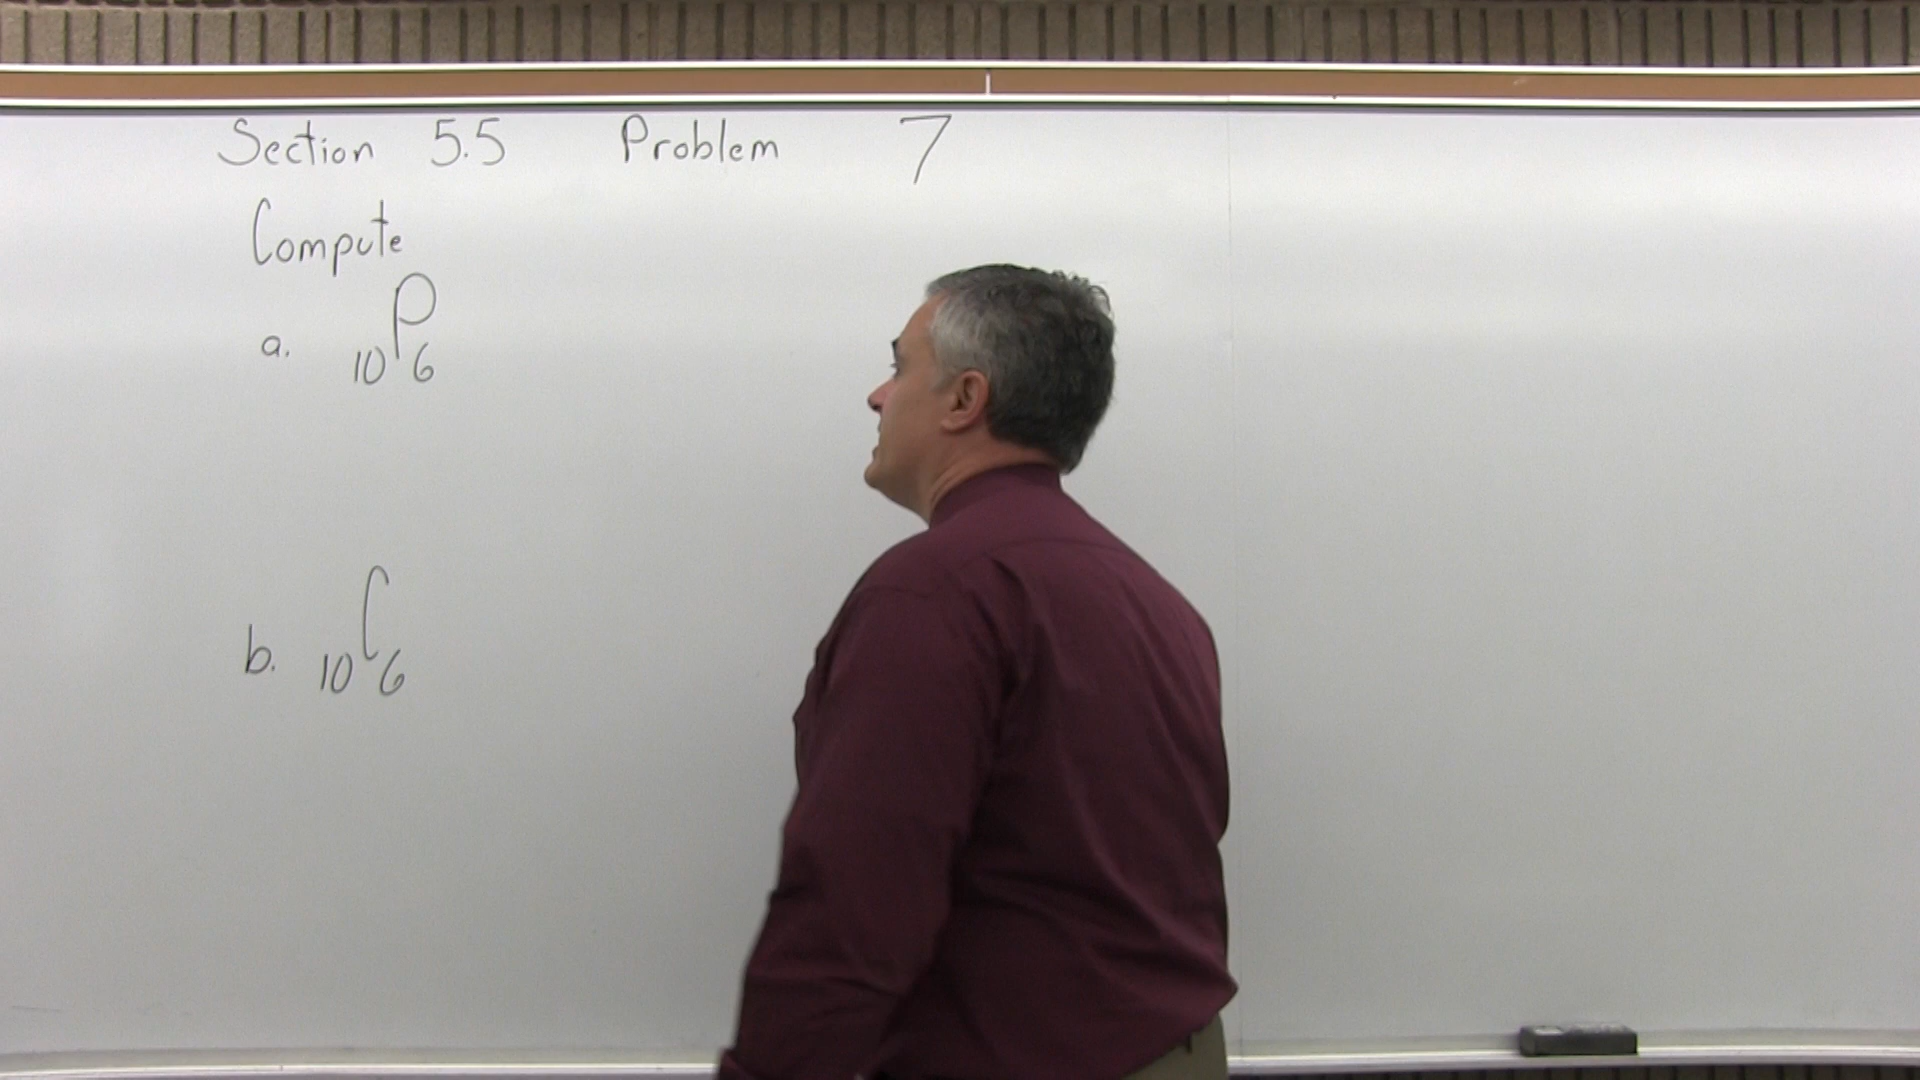 Section 5.5 Problem 7
Compute
a. ₁₀P₆
b. ₁₀C₆